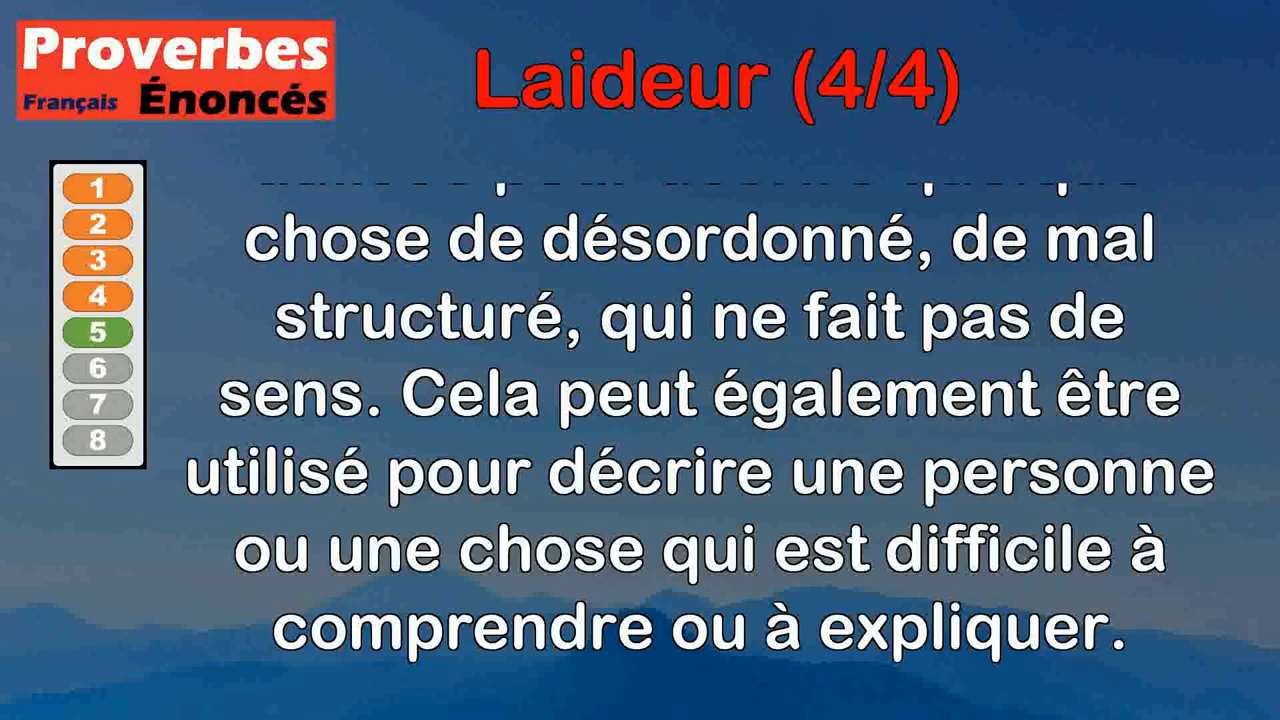 Proverbes
Français Énoncés
Laideur (4/4)
1
2
3
4
5
6
7
8
chose de désordonné, de mal
structuré, qui ne fait pas de
sens. Cela peut également être
utilisé pour décrire une personne
ou une chose qui est difficile à
comprendre ou à expliquer.